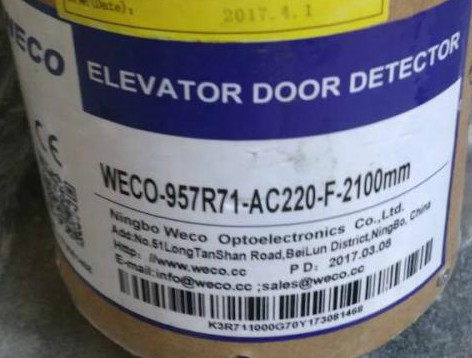 (Date):
2017.4.1
WECO
ELEVATOR DOOR DETECTOR
WECO-957R71-AC220-F-2100mm
Ningbo Weco Optoelectronics Co.,Ltd.
Add:No.51LongTanShan Road,BeiLun District,NingBo, China
Http: //www.weco.cc P D: 2017.03.08
E-mail:info@weco.cc ;sales@weco.cc
K3R711000G70Y173081468